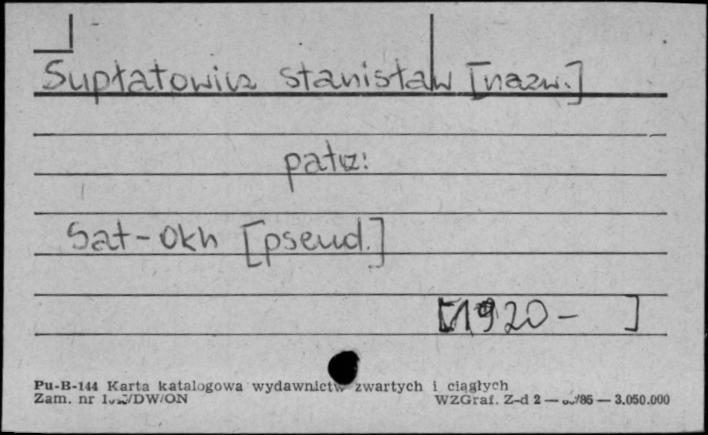 Supłatowicz Stanisław [nazw.]
patrz:
Sat-Okh [pseud.]
[1920- ]
Pu-B-144 Karta katalogowa wydawnictw zwartych i ciągłych
Zam. nr /DW/ON WZGraf. Z-d 2 — /86 — 3.050.000